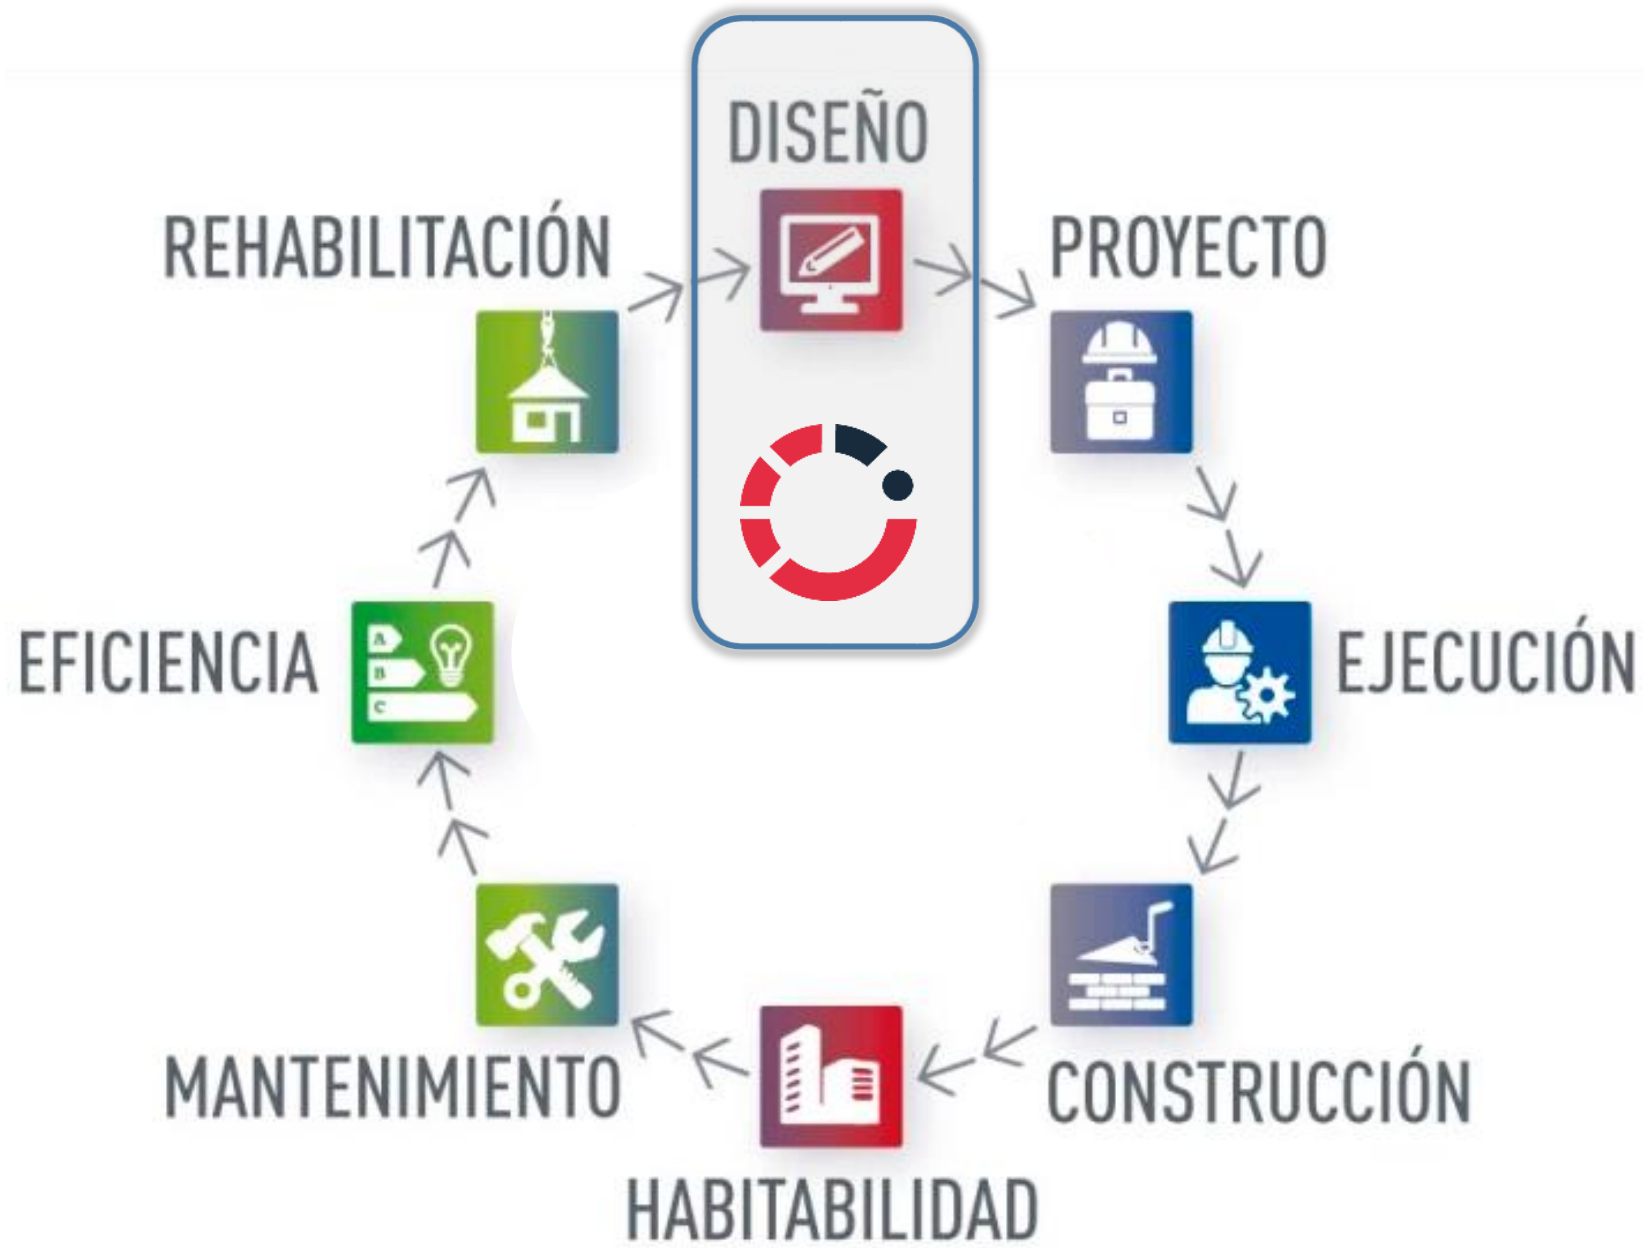 DISEÑO
REHABILITACIÓN
PROYECTO
EFICIENCIA
A
B
C
EJECUCIÓN
MANTENIMIENTO
CONSTRUCCIÓN
HABITABILIDAD